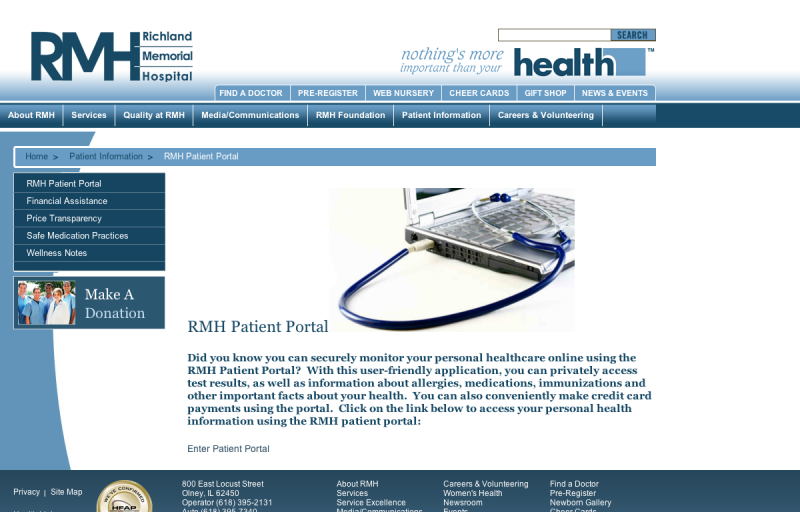 RMH Richland Memorial Hospital
SEARCH
nothing's more
important than your health™
FIND A DOCTOR PRE-REGISTER WEB NURSERY CHEER CARDS GIFT SHOP NEWS & EVENTS
About RMH Services Quality at RMH Media/Communications RMH Foundation Patient Information Careers & Volunteering
Home > Patient Information > RMH Patient Portal
RMH Patient Portal
Financial Assistance
Price Transparency
Safe Medication Practices
Wellness Notes
Make A
Donation
RMH Patient Portal
Did you know you can securely monitor your personal healthcare online using the
RMH Patient Portal? With this user-friendly application, you can privately access
test results, as well as information about allergies, medications, immunizations and
other important facts about your health. You can also conveniently make credit card
payments using the portal. Click on the link below to access your personal health
information using the RMH patient portal:
Enter Patient Portal
Privacy | Site Map
WE'VE CONFIRMED
HFAP
800 East Locust Street
Olney, IL 62450
Operator (618) 395-2131
Auto (618) 395-7340
About RMH
Services
Service Excellence
Media/Communications
Careers & Volunteering
Women's Health
Newsroom
Events
Find a Doctor
Pre-Register
Newborn Gallery
Cheer Cards